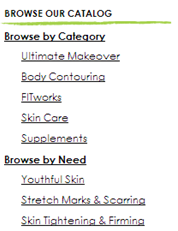 BROWSE OUR CATALOG
Browse by Category
Ultimate Makeover
Body Contouring
FITworks
Skin Care
Supplements
Browse by Need
Youthful Skin
Stretch Marks & Scarring
Skin Tightening & Firming